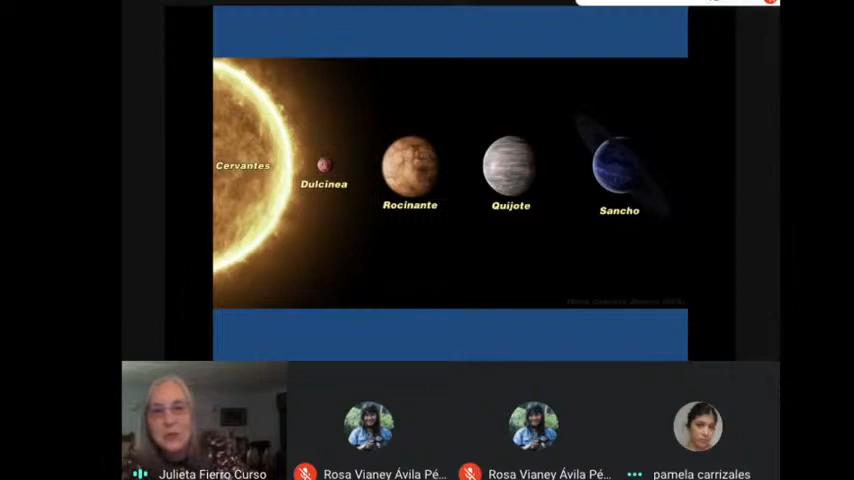 Cervantes
Dulcinea
Rocinante
Quijote
Sancho
Julieta Fierro Curso
Rosa Vianey Ávila Pé...
Rosa Vianey Ávila Pé...
pamela carrizales